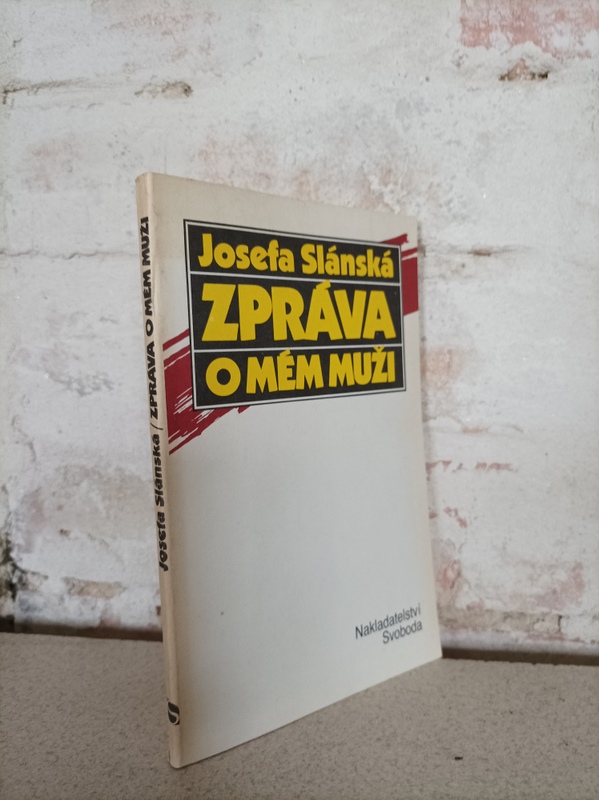 Josefa Slánská
ZPRÁVA
O MÉM MUŽI
Nakladatelství
Svoboda
Josefa Slánská / ZPRÁVA O MÉM MUŽI